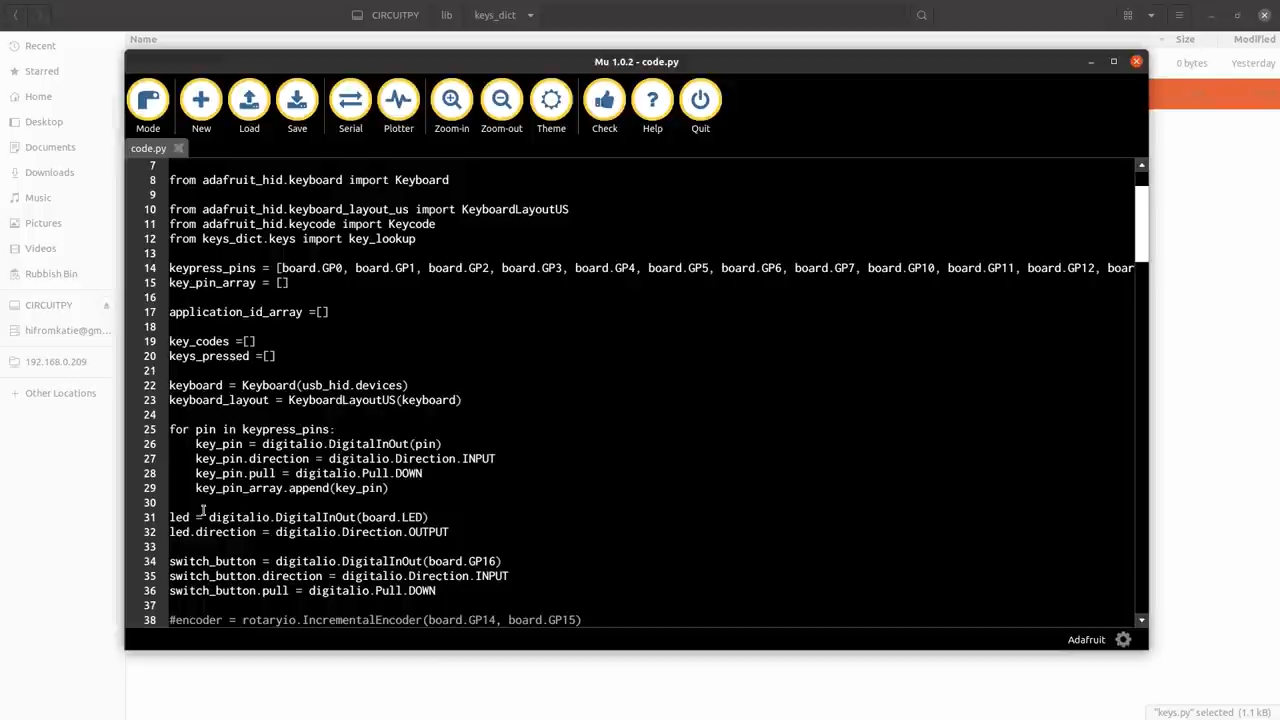 CIRCUITPY lib keys_dict
Name Size Modified
Recent
Starred
Home
Desktop
Documents
Downloads
Music
Pictures
Videos
Rubbish Bin
CIRCUITPY
hifromkatie@gm...
192.168.0.209
+ Other Locations
0 bytes Yesterday
Mu 1.0.2 - code.py
Mode New Load Save Serial Plotter Zoom-in Zoom-out Theme Check Help Quit
code.py
7
8 from adafruit_hid.keyboard import Keyboard
9
10 from adafruit_hid.keyboard_layout_us import KeyboardLayoutUS
11 from adafruit_hid.keycode import Keycode
12 from keys_dict.keys import key_lookup
13
14 keypress_pins = [board.GP0, board.GP1, board.GP2, board.GP3, board.GP4, board.GP5, board.GP6, board.GP7, board.GP10, board.GP11, board.GP12, boar
15 key_pin_array = []
16
17 application_id_array =[]
18
19 key_codes =[]
20 keys_pressed =[]
21
22 keyboard = Keyboard(usb_hid.devices)
23 keyboard_layout = KeyboardLayoutUS(keyboard)
24
25 for pin in keypress_pins:
26 key_pin = digitalio.DigitalInOut(pin)
27 key_pin.direction = digitalio.Direction.INPUT
28 key_pin.pull = digitalio.Pull.DOWN
29 key_pin_array.append(key_pin)
30
31 led = digitalio.DigitalInOut(board.LED)
32 led.direction = digitalio.Direction.OUTPUT
33
34 switch_button = digitalio.DigitalInOut(board.GP16)
35 switch_button.direction = digitalio.Direction.INPUT
36 switch_button.pull = digitalio.Pull.DOWN
37
38 #encoder = rotaryio.IncrementalEncoder(board.GP14, board.GP15)
Adafruit
"keys.py" selected (1.1 kB)